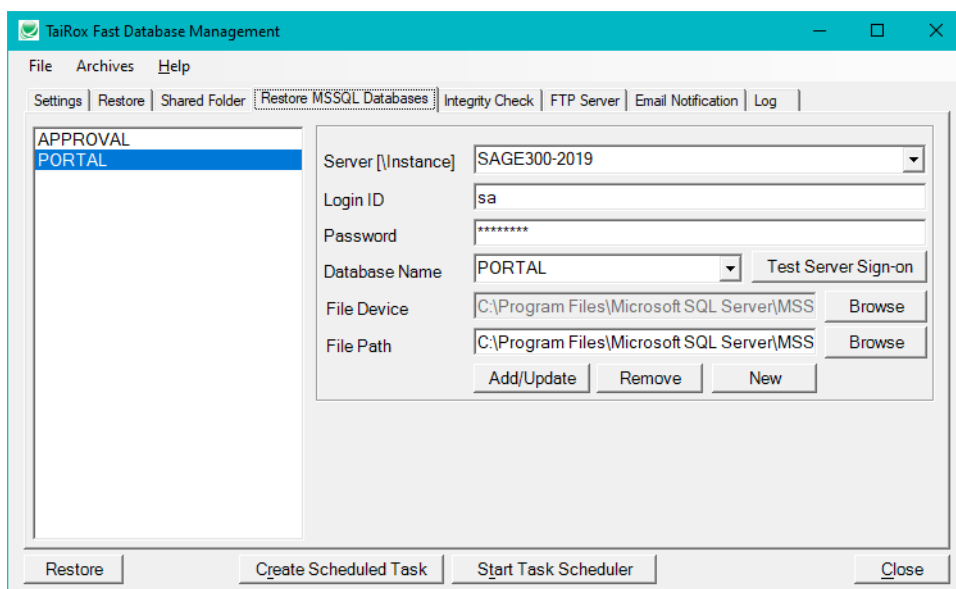 TaiRox Fast Database Management
File Archives Help
Settings Restore Shared Folder Restore MSSQL Databases Integrity Check FTP Server Email Notification Log
APPROVAL
PORTAL
Server [\Instance] SAGE300-2019
Login ID sa
Password ********
Database Name PORTAL Test Server Sign-on
File Device C:\Program Files\Microsoft SQL Server\MSS Browse
File Path C:\Program Files\Microsoft SQL Server\MSS Browse
Add/Update Remove New
Restore Create Scheduled Task Start Task Scheduler Close